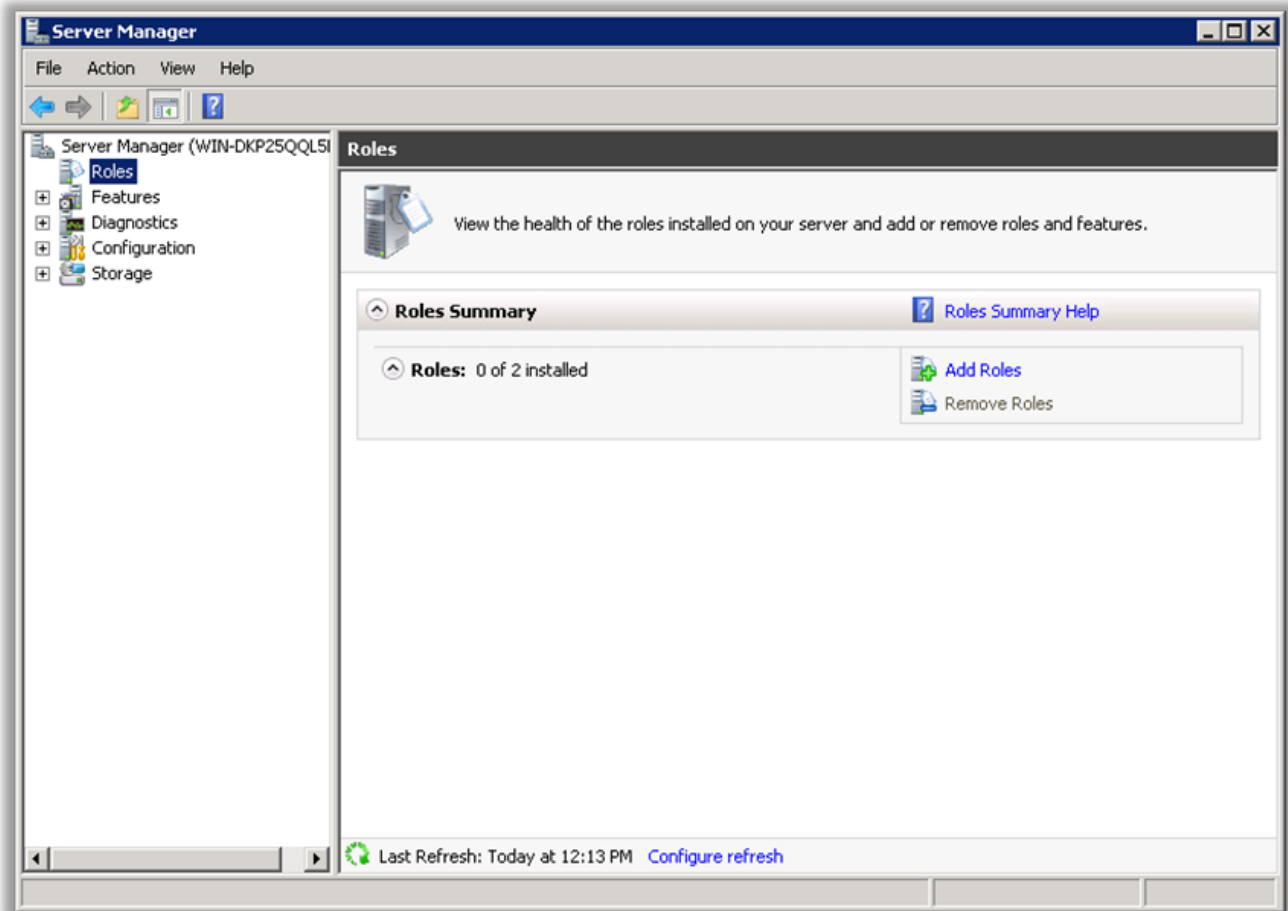 Server Manager
File Action View Help
Server Manager (WIN-DKP25QQL5I
Roles
Features
Diagnostics
Configuration
Storage
Roles
View the health of the roles installed on your server and add or remove roles and features.
Roles Summary
Roles Summary Help
Roles: 0 of 2 installed
Add Roles
Remove Roles
Last Refresh: Today at 12:13 PM Configure refresh